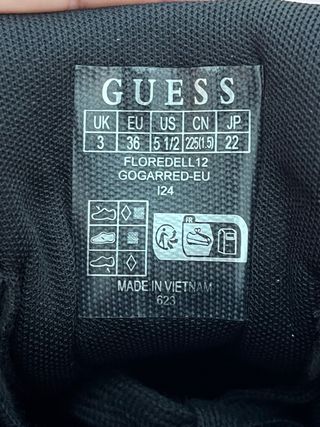 GUESS
UK EU US CN JP
3 36 5 1/2 225(1.5) 22
FLOREDELL12
GOGARRED-EU
I24
FR
MADE IN VIETNAM
623